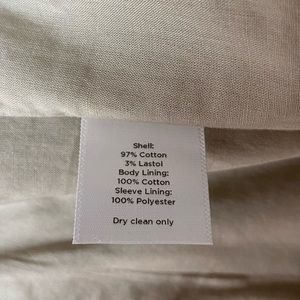 Shell:
97% Cotton
3% Lastol
Body Lining:
100% Cotton
Sleeve Lining:
100% Polyester
Dry clean only